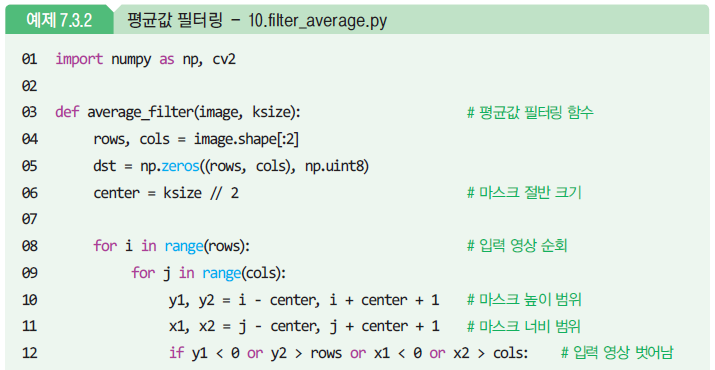 예제 7.3.2 평균값 필터링 - 10.filter_average.py
01 import numpy as np, cv2
02
03 def average_filter(image, ksize): # 평균값 필터링 함수
04 rows, cols = image.shape[:2]
05 dst = np.zeros((rows, cols), np.uint8)
06 center = ksize // 2 # 마스크 절반 크기
07
08 for i in range(rows): # 입력 영상 순회
09 for j in range(cols):
10 y1, y2 = i - center, i + center + 1 # 마스크 높이 범위
11 x1, x2 = j - center, j + center + 1 # 마스크 너비 범위
12 if y1 < 0 or y2 > rows or x1 < 0 or x2 > cols: # 입력 영상 벗어남